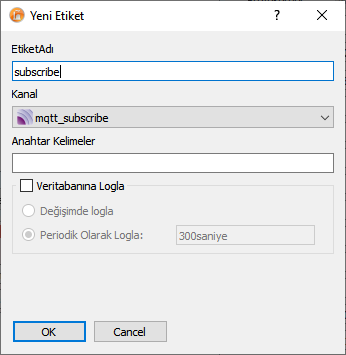 Yeni Etiket
EtiketAdı
subscribe
Kanal
mqtt_subscribe
Anahtar Kelimeler
Veritabanına Logla
Değişimde logla
Periodik Olarak Logla: 300saniye
OK Cancel